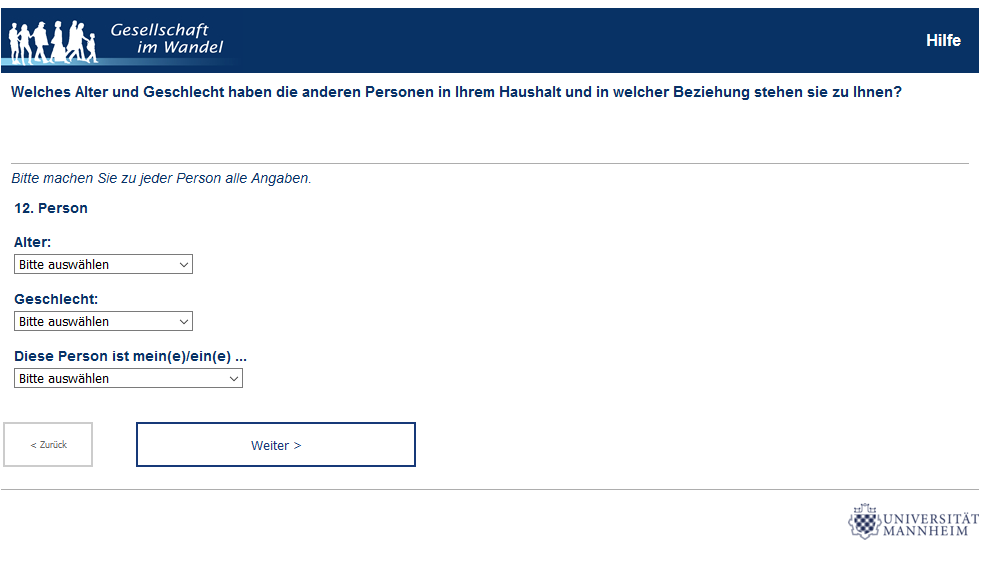 Gesellschaft
im Wandel
Hilfe
Welches Alter und Geschlecht haben die anderen Personen in Ihrem Haushalt und in welcher Beziehung stehen sie zu Ihnen?
Bitte machen Sie zu jeder Person alle Angaben.
12. Person
Alter:
Bitte auswählen
Geschlecht:
Bitte auswählen
Diese Person ist mein(e)/ein(e) ...
Bitte auswählen
< Zurück
Weiter >
UNIVERSITÄT
MANNHEIM